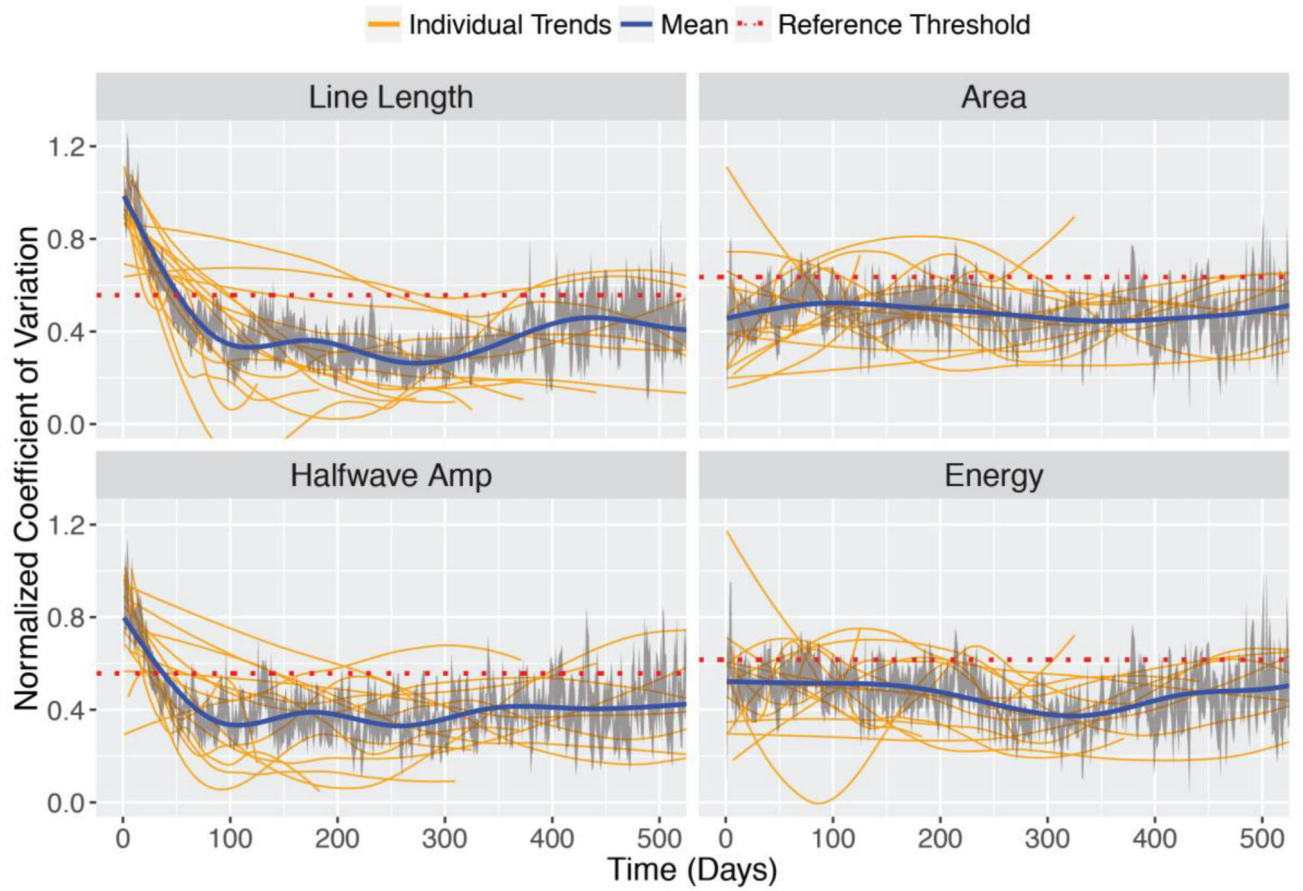 Individual Trends Mean Reference Threshold
Line Length Area
1.2
0.8
0.4
0.0
Halfwave Amp Energy
1.2
0.8
0.4
0.0
0 100 200 300 400 500 0 100 200 300 400 500
Time (Days)
Normalized Coefficient of Variation